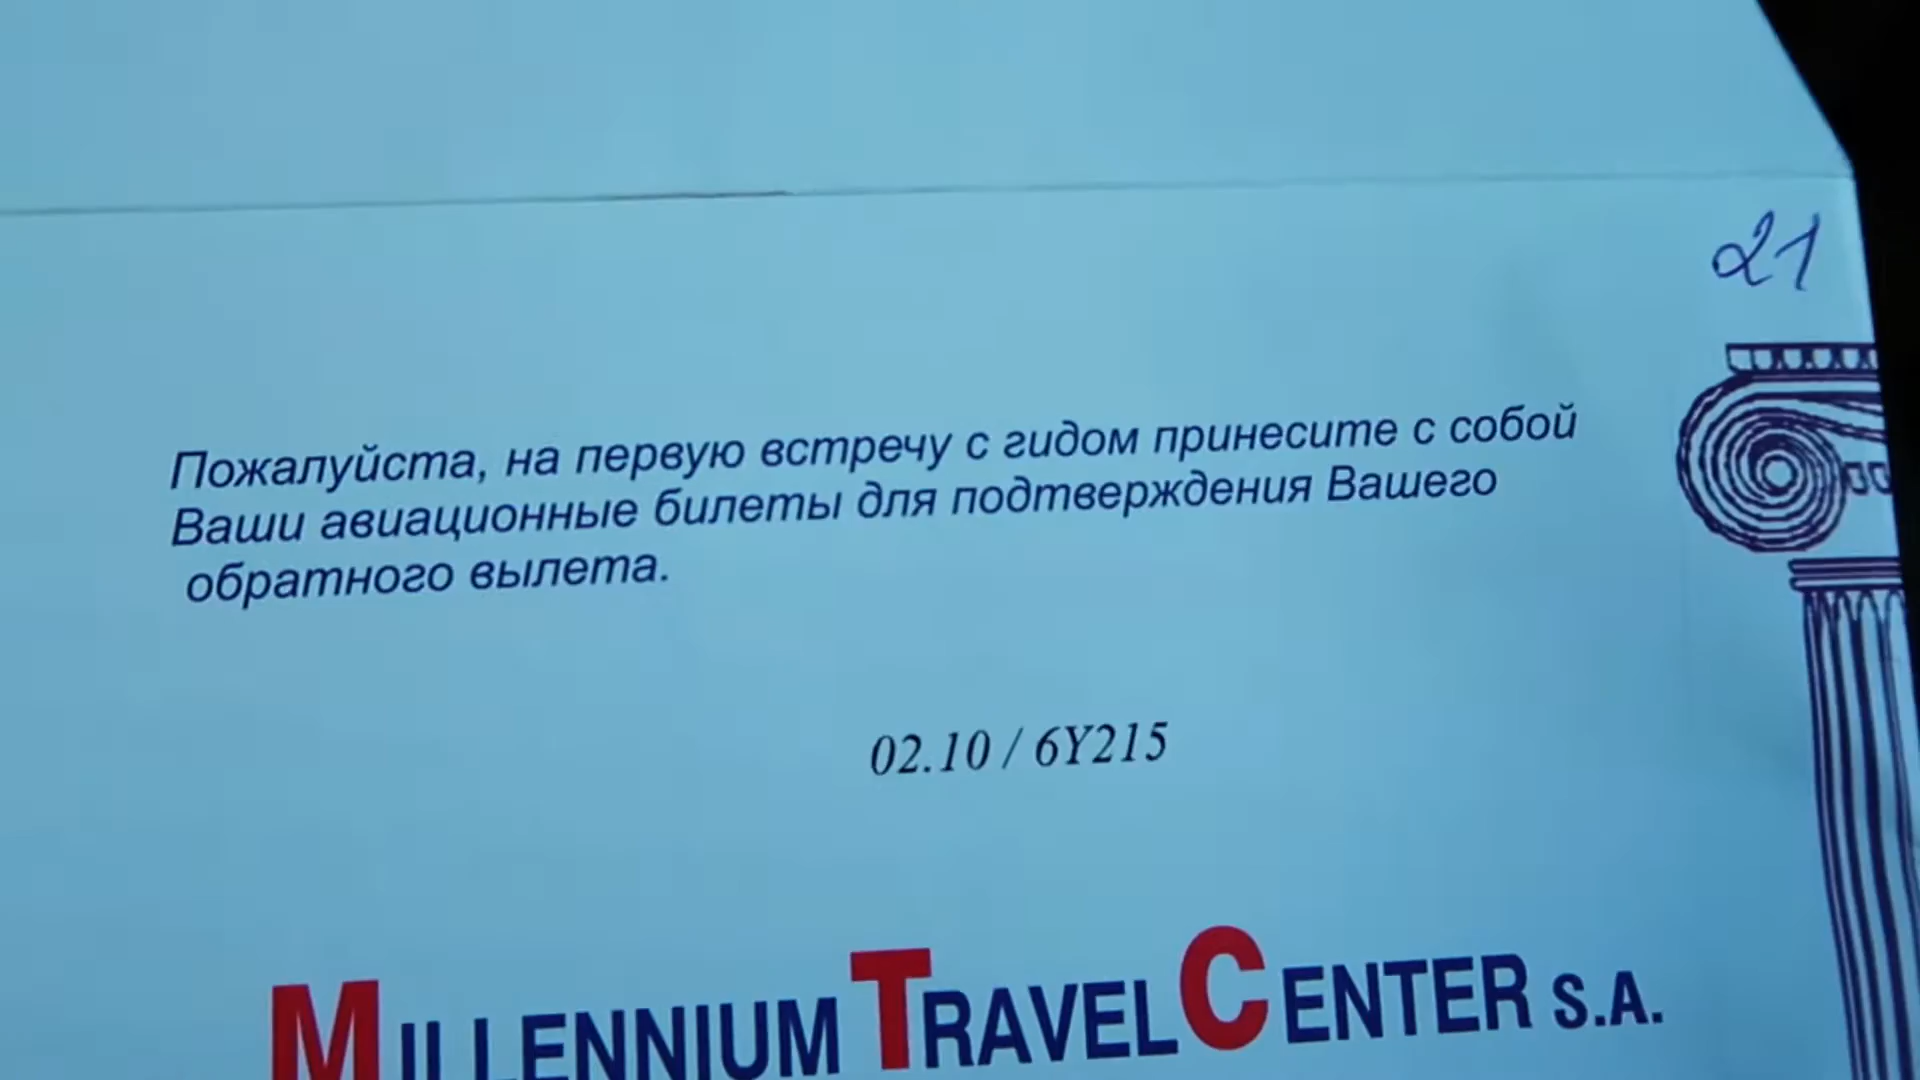 21
Пожалуйста, на первую встречу с гидом принесите с собой
Ваши авиационные билеты для подтверждения Вашего
обратного вылета.
02.10 / 6Y215
MILLENNIUM TRAVEL CENTER S.A.